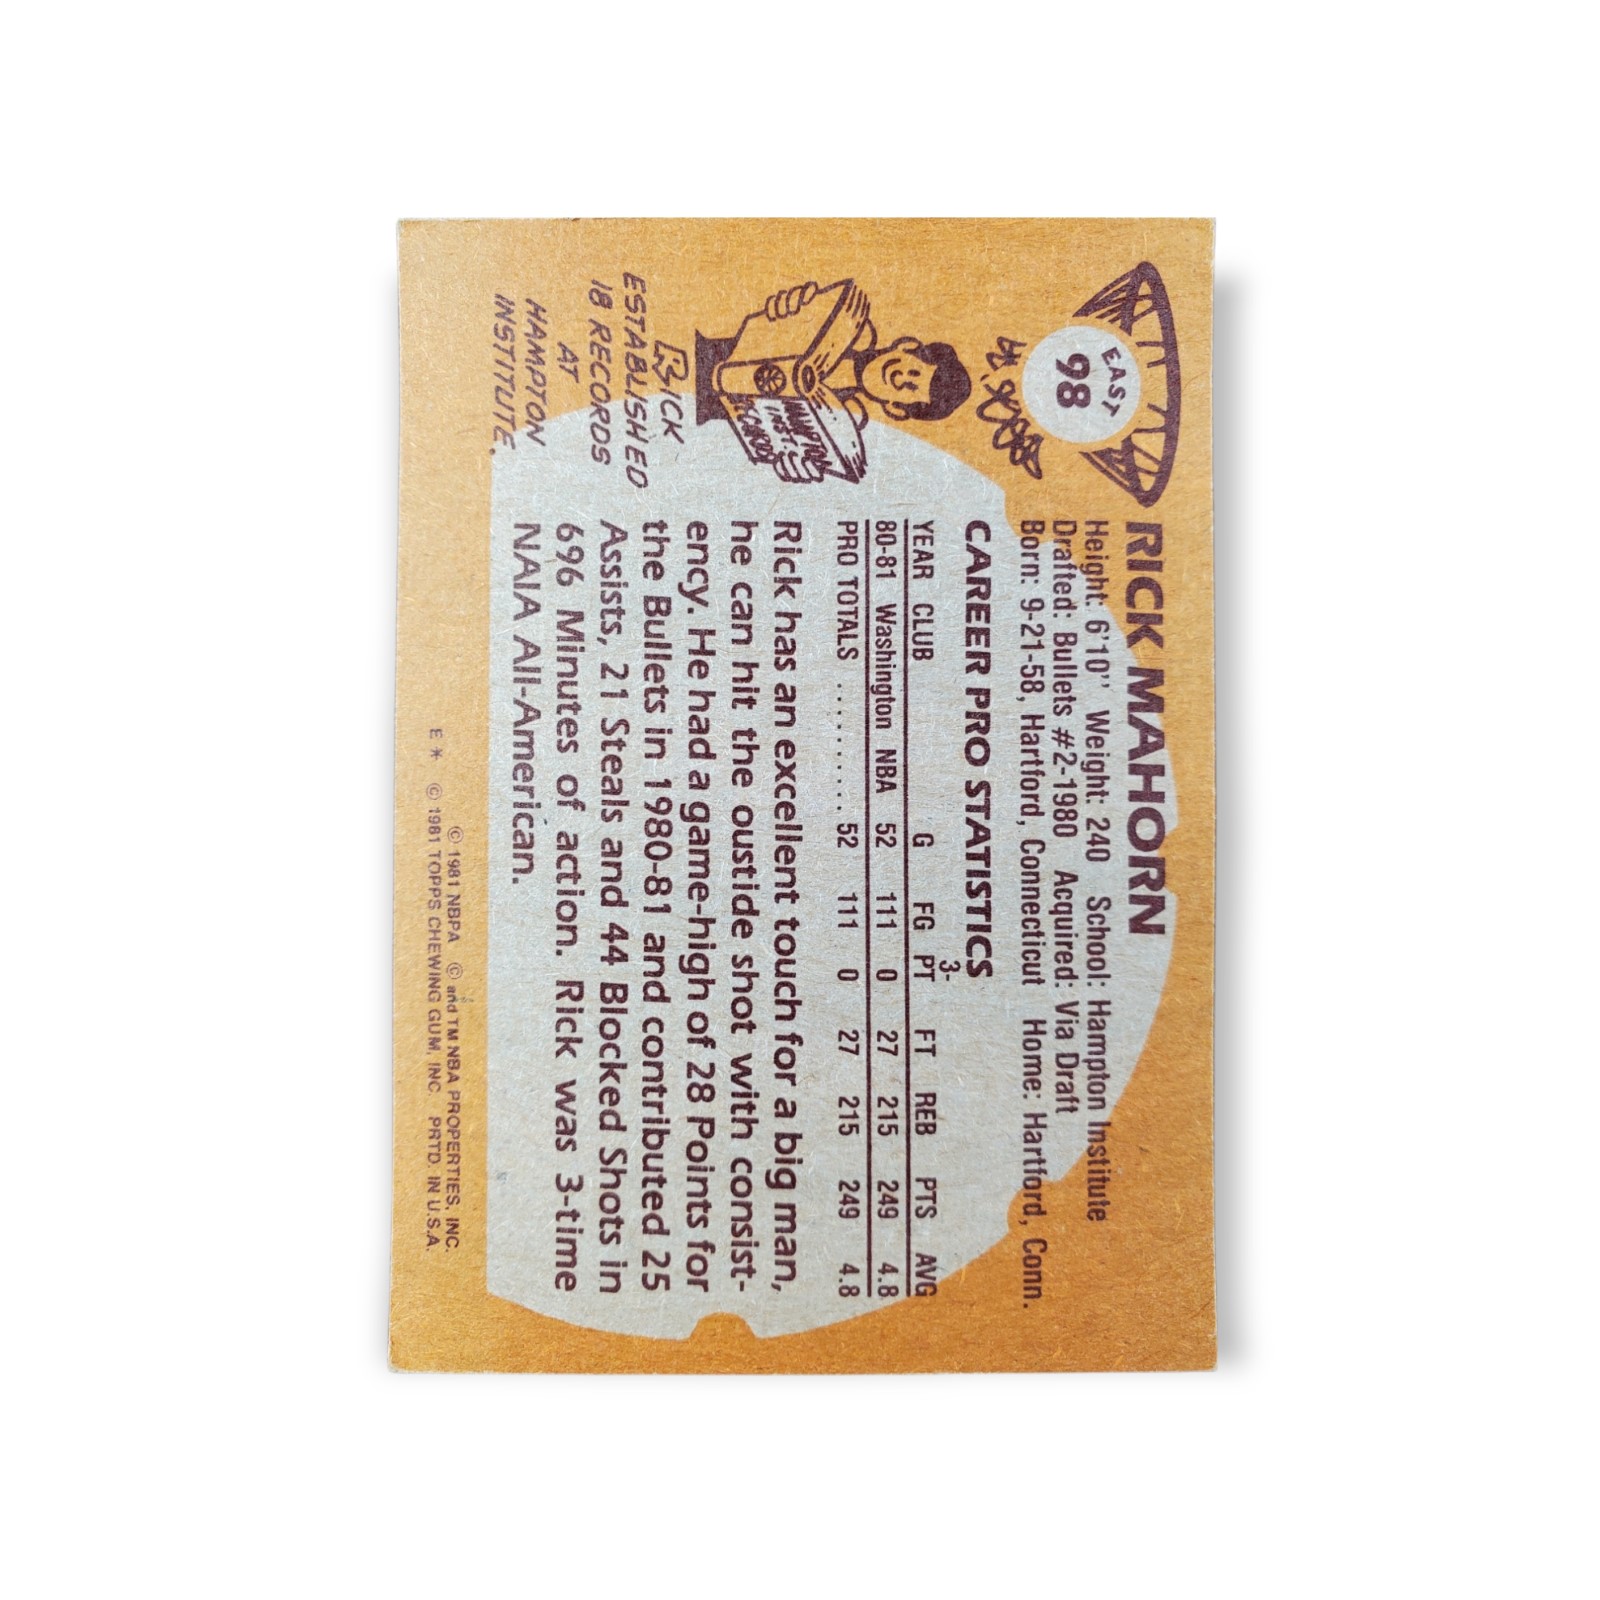 EAST
98
RICK MAHORN
Height: 6'10" Weight: 240 School: Hampton Institute
Drafted: Bullets #2-1980 Acquired: Via Draft
Born: 9-21-58, Hartford, Connecticut Home: Hartford, Conn.
CAREER PRO STATISTICS
YEAR CLUB G FG 3-PT FT REB PTS AVG
80-81 Washington NBA 52 111 0 27 215 249 4.8
PRO TOTALS .......... 52 111 0 27 215 249 4.8
Rick has an excellent touch for a big man,
he can hit the oustide shot with consist-
ency. He had a game-high of 28 Points for
the Bullets in 1980-81 and contributed 25
Assists, 21 Steals and 44 Blocked Shots in
696 Minutes of action. Rick was 3-time
NAIA All-American.
HAMPTON
INST.
RECORDS
RICK
ESTABLISHED
18 RECORDS
AT
HAMPTON
INSTITUTE.
© 1981 NBPA © and TM NBA PROPERTIES, INC.
E * © 1981 TOPPS CHEWING GUM, INC. PRTD. IN U.S.A.